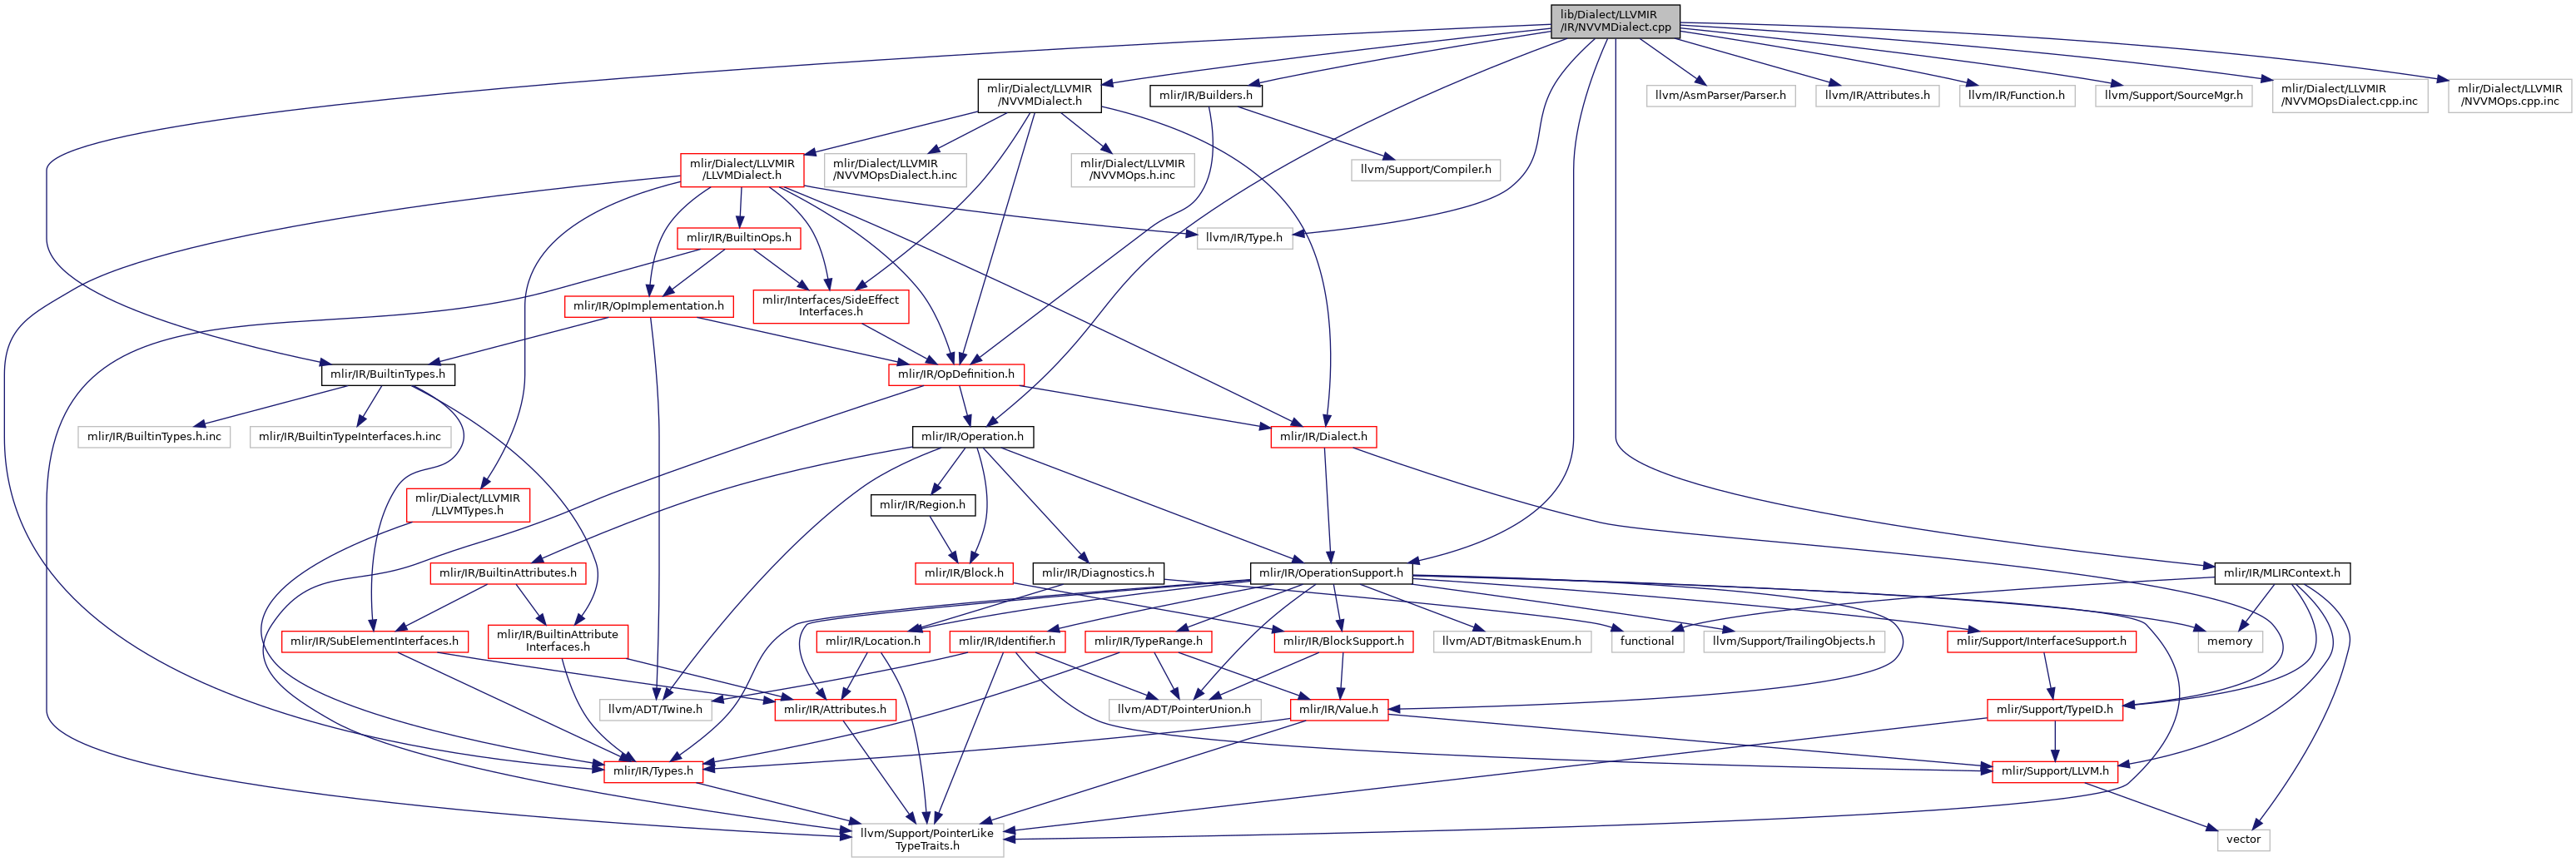 lib/Dialect/LLVMIR
/IR/NVVMDialect.cpp
mlir/Dialect/LLVMIR
/NVVMDialect.h
mlir/IR/Builders.h
llvm/AsmParser/Parser.h
llvm/IR/Attributes.h
llvm/IR/Function.h
llvm/Support/SourceMgr.h
mlir/Dialect/LLVMIR
/NVVMOpsDialect.cpp.inc
mlir/Dialect/LLVMIR
/NVVMOps.cpp.inc
mlir/Dialect/LLVMIR
/LLVMDialect.h
mlir/Dialect/LLVMIR
/NVVMOpsDialect.h.inc
mlir/Dialect/LLVMIR
/NVVMOps.h.inc
llvm/Support/Compiler.h
mlir/IR/BuiltinOps.h
llvm/IR/Type.h
mlir/IR/OpImplementation.h
mlir/Interfaces/SideEffect
Interfaces.h
mlir/IR/BuiltinTypes.h
mlir/IR/OpDefinition.h
mlir/IR/BuiltinTypes.h.inc
mlir/IR/BuiltinTypeInterfaces.h.inc
mlir/IR/Operation.h
mlir/IR/Dialect.h
mlir/Dialect/LLVMIR
/LLVMTypes.h
mlir/IR/Region.h
mlir/IR/BuiltinAttributes.h
mlir/IR/Block.h
mlir/IR/Diagnostics.h
mlir/IR/OperationSupport.h
mlir/IR/MLIRContext.h
mlir/IR/SubElementInterfaces.h
mlir/IR/BuiltinAttribute
Interfaces.h
mlir/IR/Location.h
mlir/IR/Identifier.h
mlir/IR/TypeRange.h
mlir/IR/BlockSupport.h
llvm/ADT/BitmaskEnum.h
functional
llvm/Support/TrailingObjects.h
mlir/Support/InterfaceSupport.h
memory
llvm/ADT/Twine.h
mlir/IR/Attributes.h
llvm/ADT/PointerUnion.h
mlir/IR/Value.h
mlir/Support/TypeID.h
mlir/IR/Types.h
mlir/Support/LLVM.h
llvm/Support/PointerLike
TypeTraits.h
vector